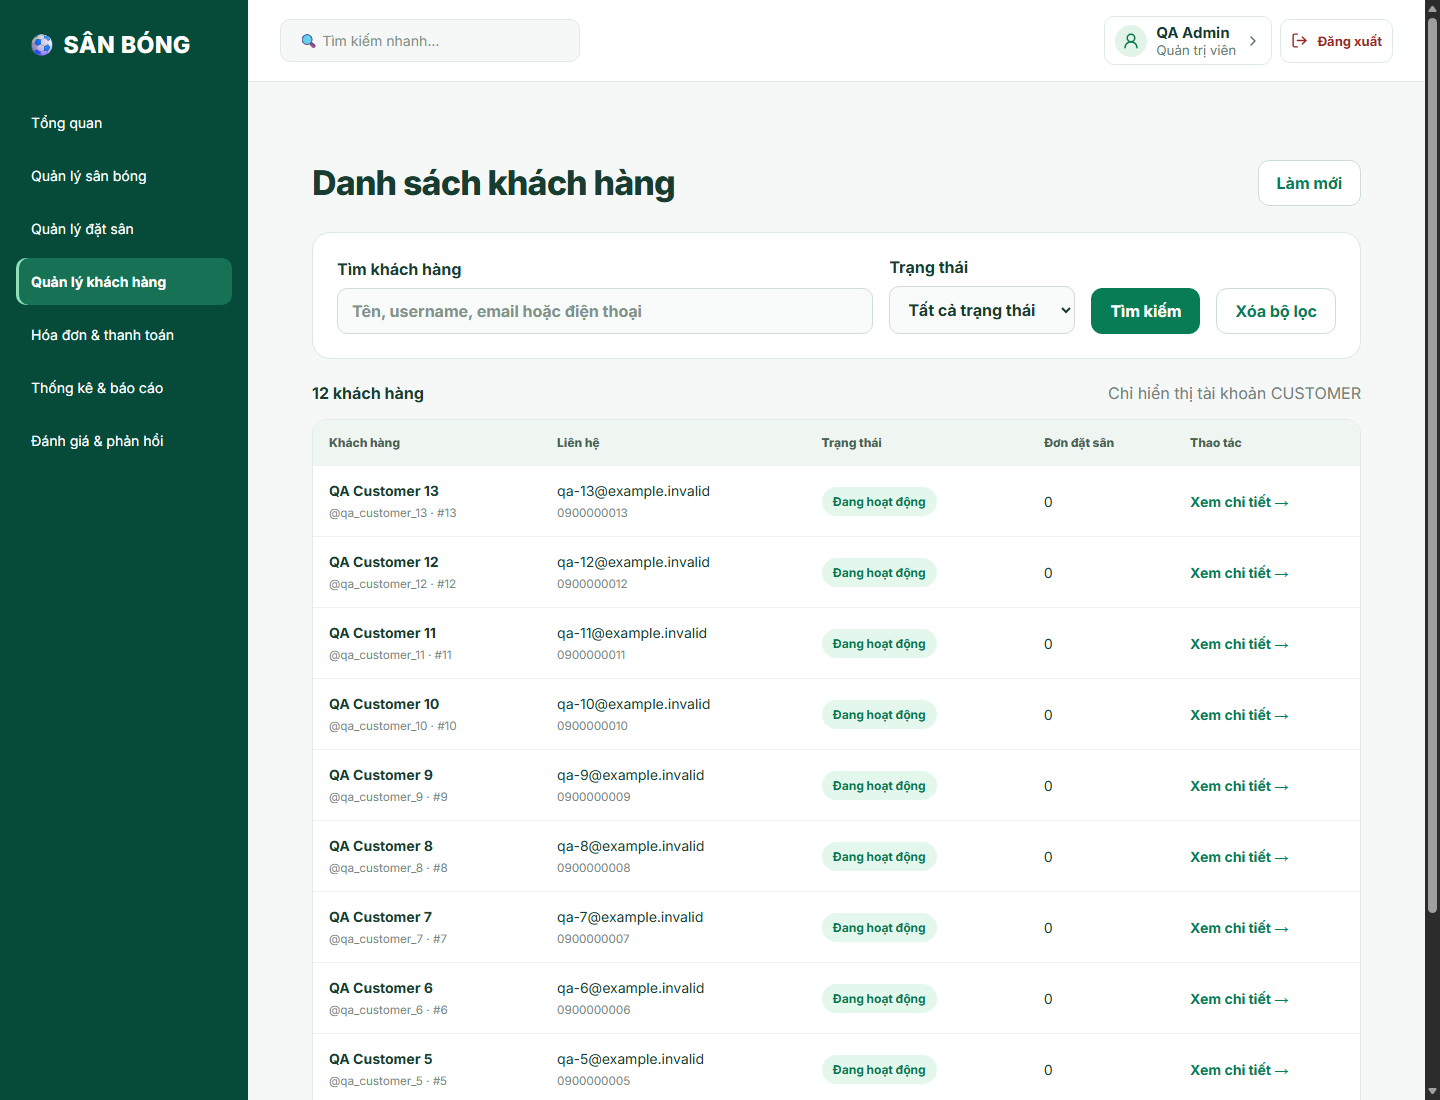 SÂN BÓNG
Tìm kiếm nhanh...
QA Admin
Quản trị viên
Đăng xuất
Tổng quan
Quản lý sân bóng
Quản lý đặt sân
Quản lý khách hàng
Hóa đơn & thanh toán
Thống kê & báo cáo
Đánh giá & phản hồi
Danh sách khách hàng
Làm mới
Tìm khách hàng
Trạng thái
Tên, username, email hoặc điện thoại
Tất cả trạng thái
Tìm kiếm
Xóa bộ lọc
12 khách hàng
Chỉ hiển thị tài khoản CUSTOMER
Khách hàng Liên hệ Trạng thái Đơn đặt sân Thao tác
QA Customer 13 qa-13@example.invalid Đang hoạt động 0 Xem chi tiết →
@qa_customer_13 · #13 0900000013
QA Customer 12 qa-12@example.invalid Đang hoạt động 0 Xem chi tiết →
@qa_customer_12 · #12 0900000012
QA Customer 11 qa-11@example.invalid Đang hoạt động 0 Xem chi tiết →
@qa_customer_11 · #11 0900000011
QA Customer 10 qa-10@example.invalid Đang hoạt động 0 Xem chi tiết →
@qa_customer_10 · #10 0900000010
QA Customer 9 qa-9@example.invalid Đang hoạt động 0 Xem chi tiết →
@qa_customer_9 · #9 0900000009
QA Customer 8 qa-8@example.invalid Đang hoạt động 0 Xem chi tiết →
@qa_customer_8 · #8 0900000008
QA Customer 7 qa-7@example.invalid Đang hoạt động 0 Xem chi tiết →
@qa_customer_7 · #7 0900000007
QA Customer 6 qa-6@example.invalid Đang hoạt động 0 Xem chi tiết →
@qa_customer_6 · #6 0900000006
QA Customer 5 qa-5@example.invalid Đang hoạt động 0 Xem chi tiết →
@qa_customer_5 · #5 0900000005